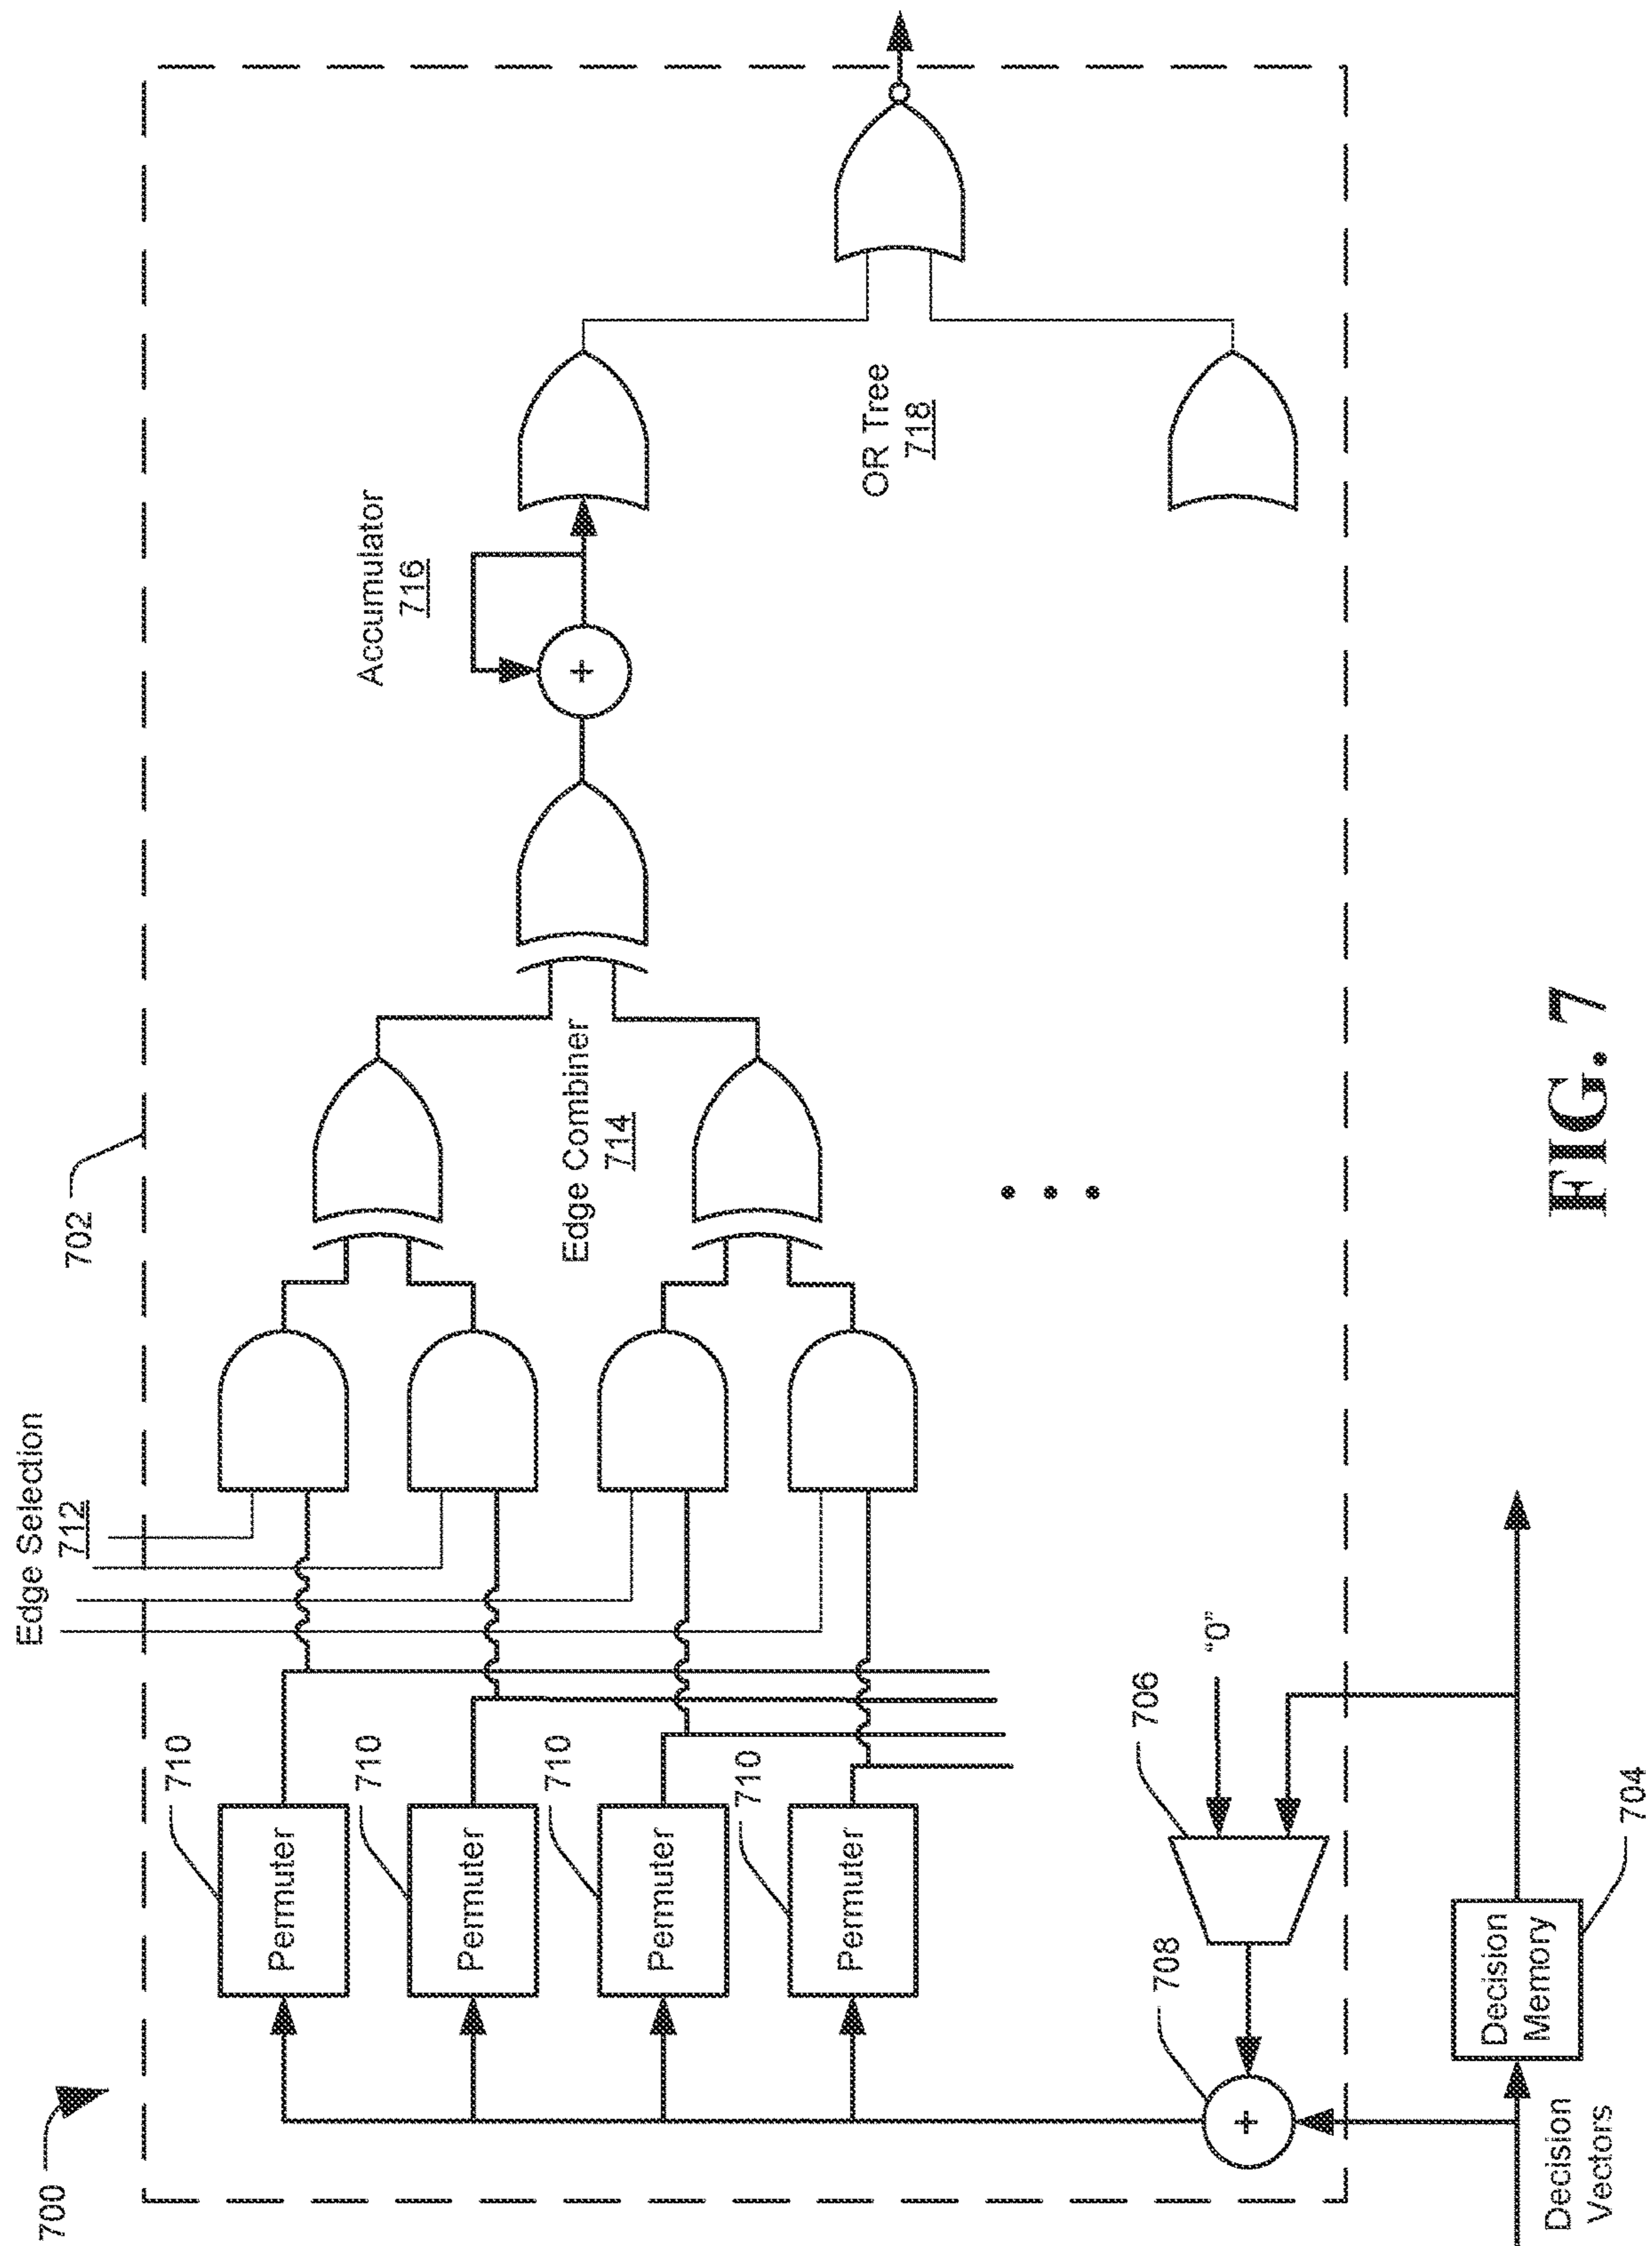 700
702
Edge Selection
712
710
Permuter
710
Permuter
710
Permuter
710
Permuter
Edge Combiner
714
Accumulator
716
OR Tree
718
708
706
"0"
Decision
Vectors
Decision
Memory
704
FIG. 7